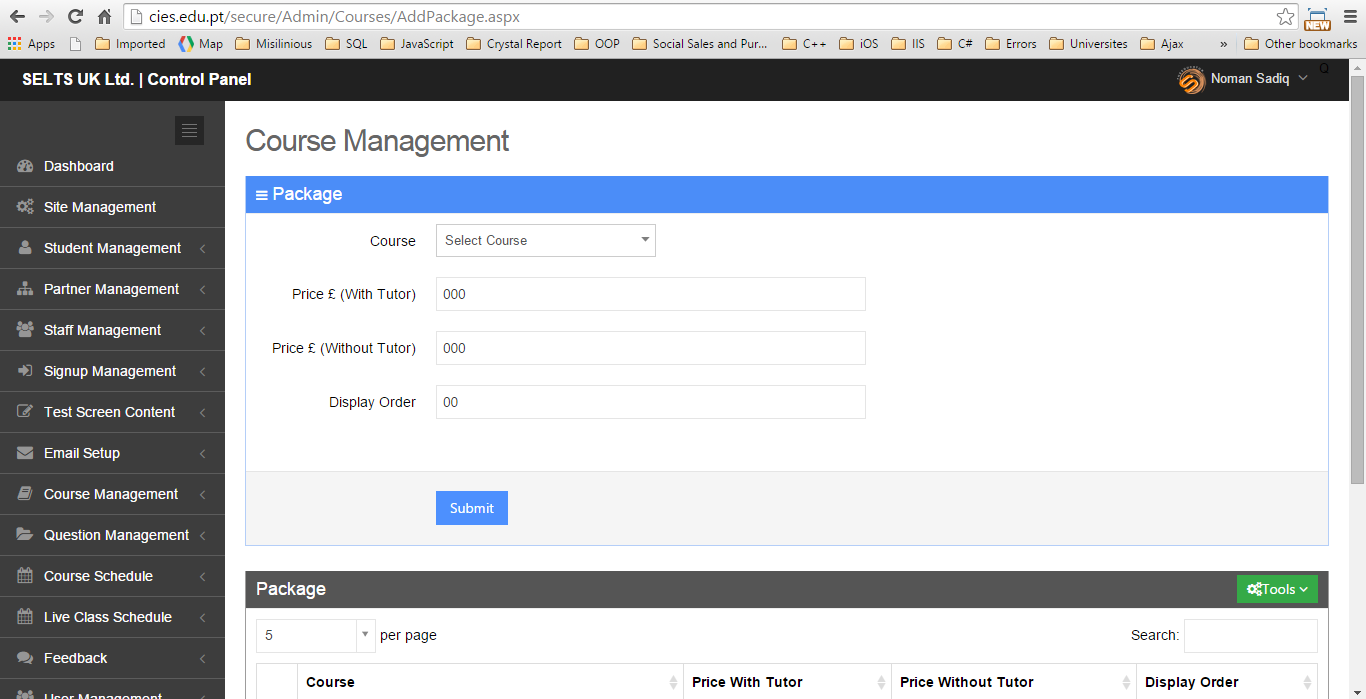 cies.edu.pt/secure/Admin/Courses/AddPackage.aspx
NEW
Apps Imported Map Misilinious SQL JavaScript Crystal Report OOP Social Sales and Pur... C++ iOS IIS C# Errors Universites Ajax » Other bookmarks
SELTS UK Ltd. | Control Panel
Noman Sadiq
Q
Dashboard
Site Management
Student Management
Partner Management
Staff Management
Signup Management
Test Screen Content
Email Setup
Course Management
Question Management
Course Schedule
Live Class Schedule
Feedback
User Management
Course Management
Package
Course Select Course
Price £ (With Tutor) 000
Price £ (Without Tutor) 000
Display Order 00
Submit
Package
Tools
5 per page
Search:
Course Price With Tutor Price Without Tutor Display Order